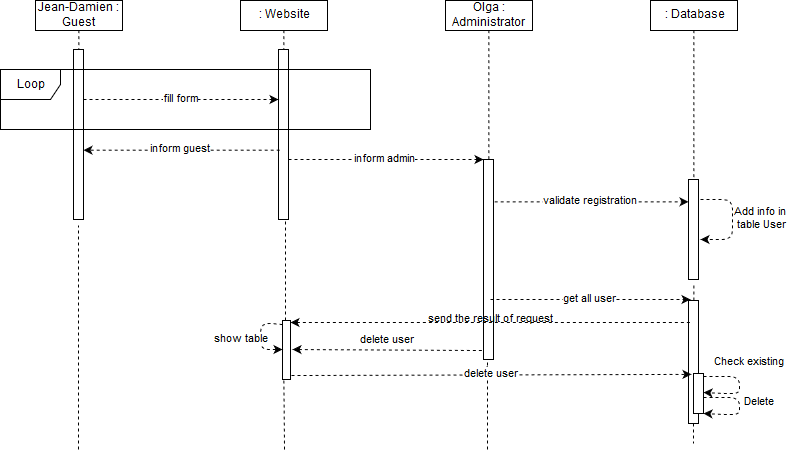 Jean-Damien :
Guest
: Website
Olga :
Administrator
: Database
Loop
fill form
inform guest
inform admin
validate registration
Add info in
table User
get all user
send the result of request
show table
delete user
Check existing
delete user
Delete